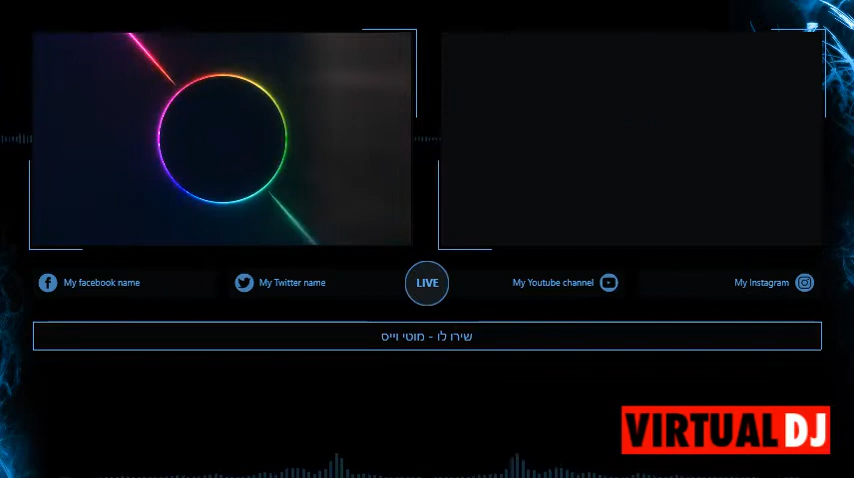 My facebook name
My Twitter name
LIVE
My Youtube channel
My Instagram
שירו לו - מוטי וייס
VIRTUAL DJ